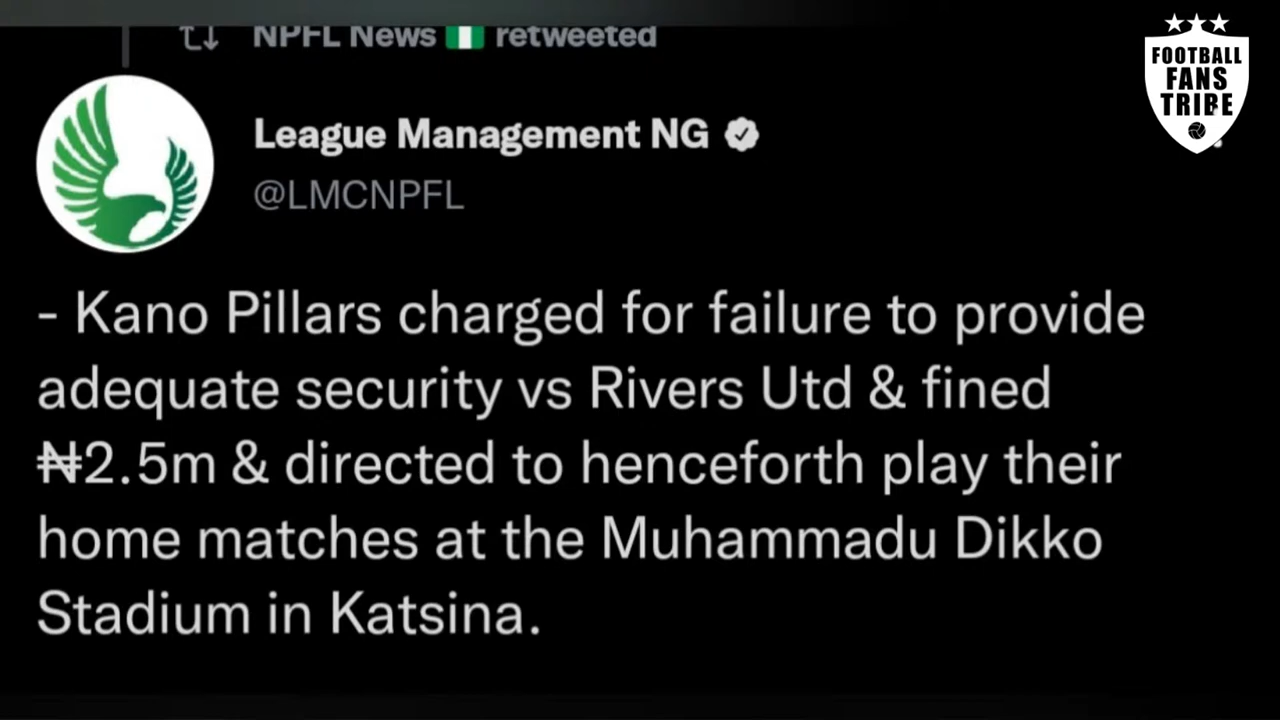 NPFL News retweeted
League Management NG
@LMCNPFL
- Kano Pillars charged for failure to provide
adequate security vs Rivers Utd & fined
₦2.5m & directed to henceforth play their
home matches at the Muhammadu Dikko
Stadium in Katsina.
FOOTBALL
FANS
TRIBE